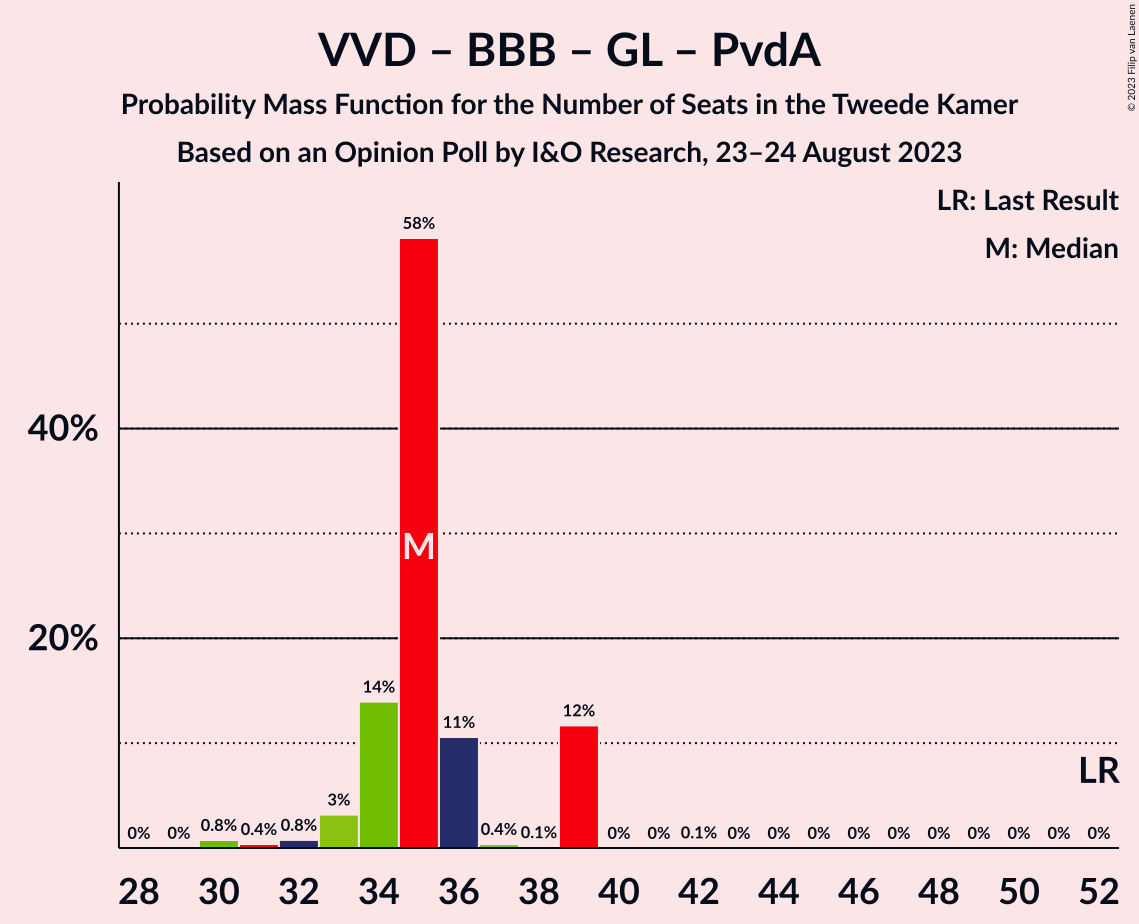 VVD – BBB – GL – PvdA
Probability Mass Function for the Number of Seats in the Tweede Kamer
Based on an Opinion Poll by I&O Research, 23–24 August 2023
© 2023 Filip van Laenen
LR: Last Result
M: Median
58%
40%
M
20%
14%
12%
11%
LR
3%
0% 0% 0.8% 0.4% 0.8% 0.4% 0.1% 0% 0% 0.1% 0% 0% 0% 0% 0% 0% 0% 0% 0% 0%
28 30 32 34 36 38 40 42 44 46 48 50 52